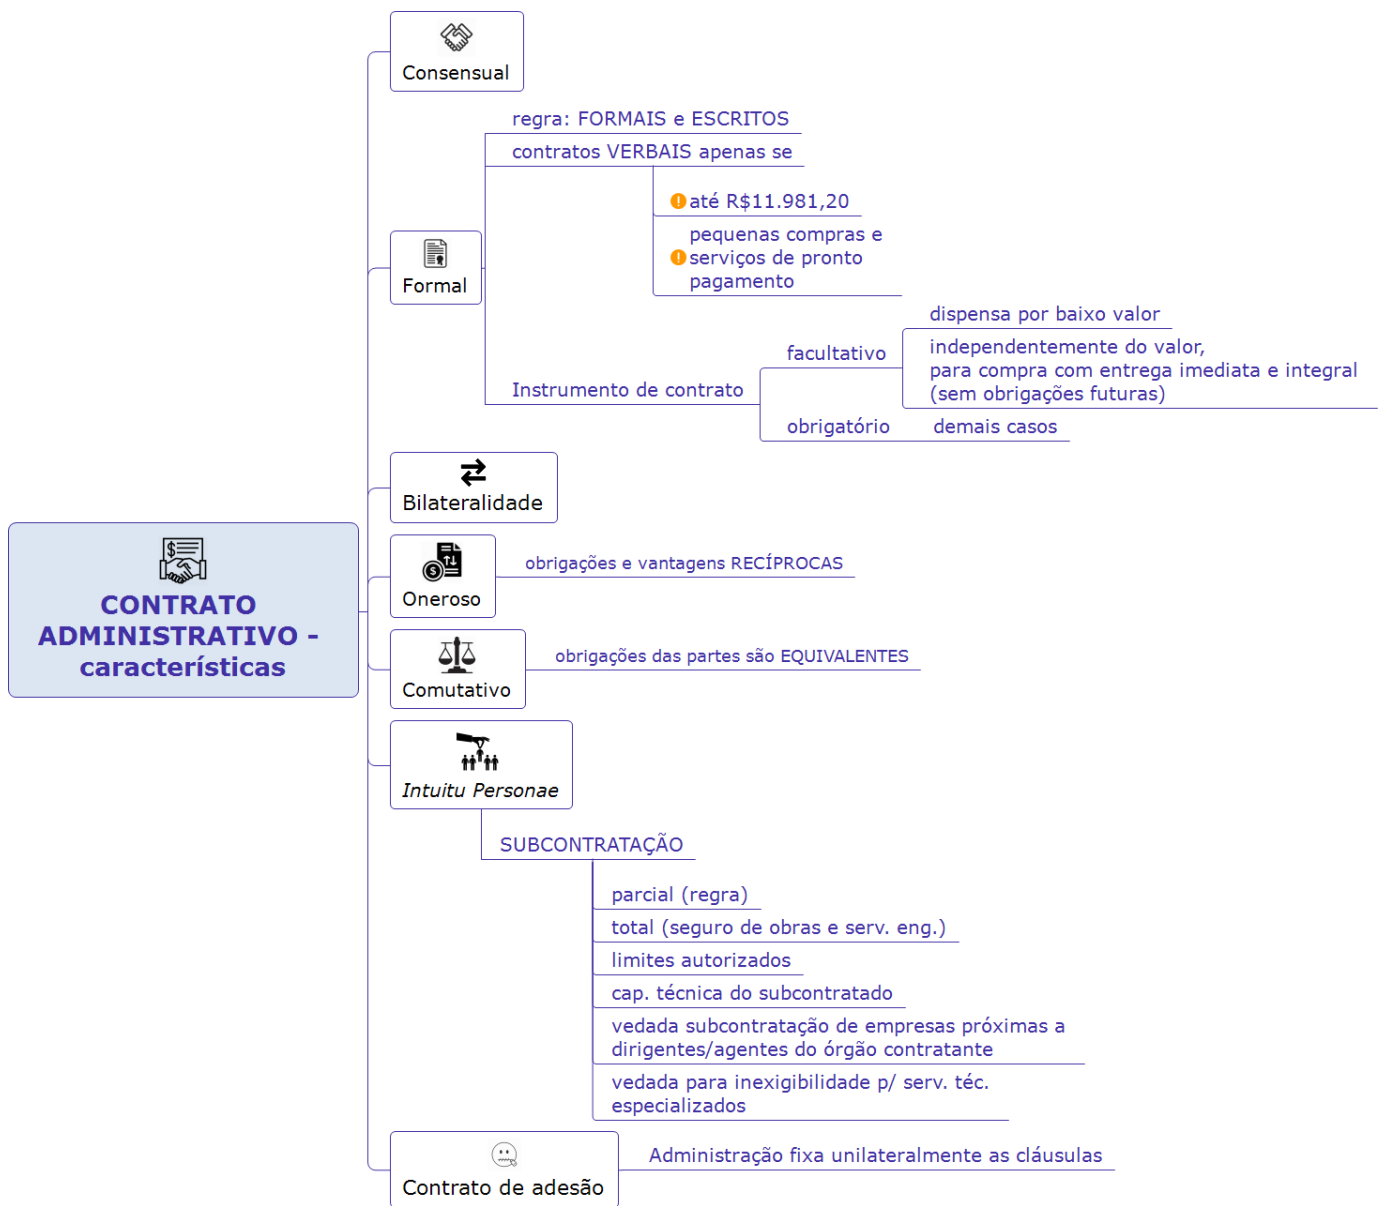 Consensual
regra: FORMAIS e ESCRITOS
contratos VERBAIS apenas se
até R$11.981,20
pequenas compras e
serviços de pronto
pagamento
Formal
dispensa por baixo valor
facultativo
independentemente do valor,
para compra com entrega imediata e integral
(sem obrigações futuras)
Instrumento de contrato
obrigatório
demais casos
Bilateralidade
CONTRATO
ADMINISTRATIVO -
características
Oneroso
obrigações e vantagens RECÍPROCAS
Comutativo
obrigações das partes são EQUIVALENTES
Intuitu Personae
SUBCONTRATAÇÃO
parcial (regra)
total (seguro de obras e serv. eng.)
limites autorizados
cap. técnica do subcontratado
vedada subcontratação de empresas próximas a
dirigentes/agentes do órgão contratante
vedada para inexigibilidade p/ serv. téc.
especializados
Contrato de adesão
Administração fixa unilateralmente as cláusulas